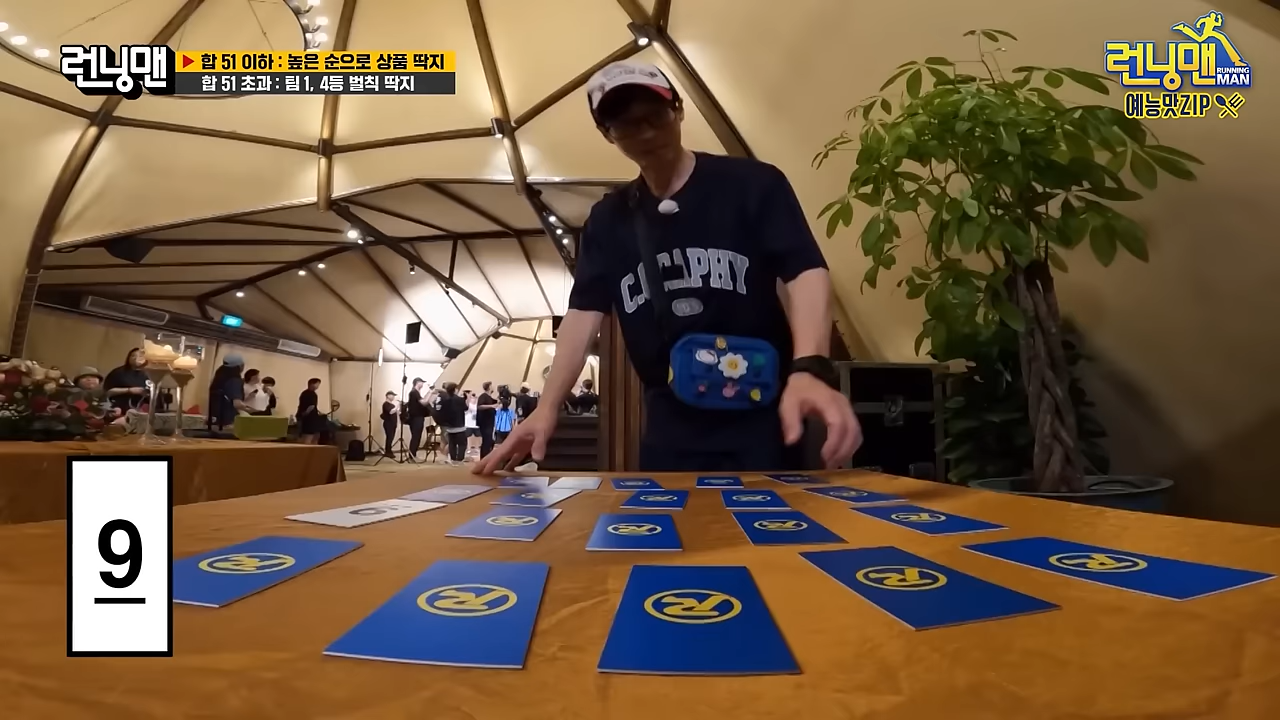 런닝맨
▶ 합 51 이하 : 높은 순으로 상품 딱지
합 51 초과 : 팀 1, 4등 벌칙 딱지
런닝맨
RUNNING MAN
예능맛ZIP
9